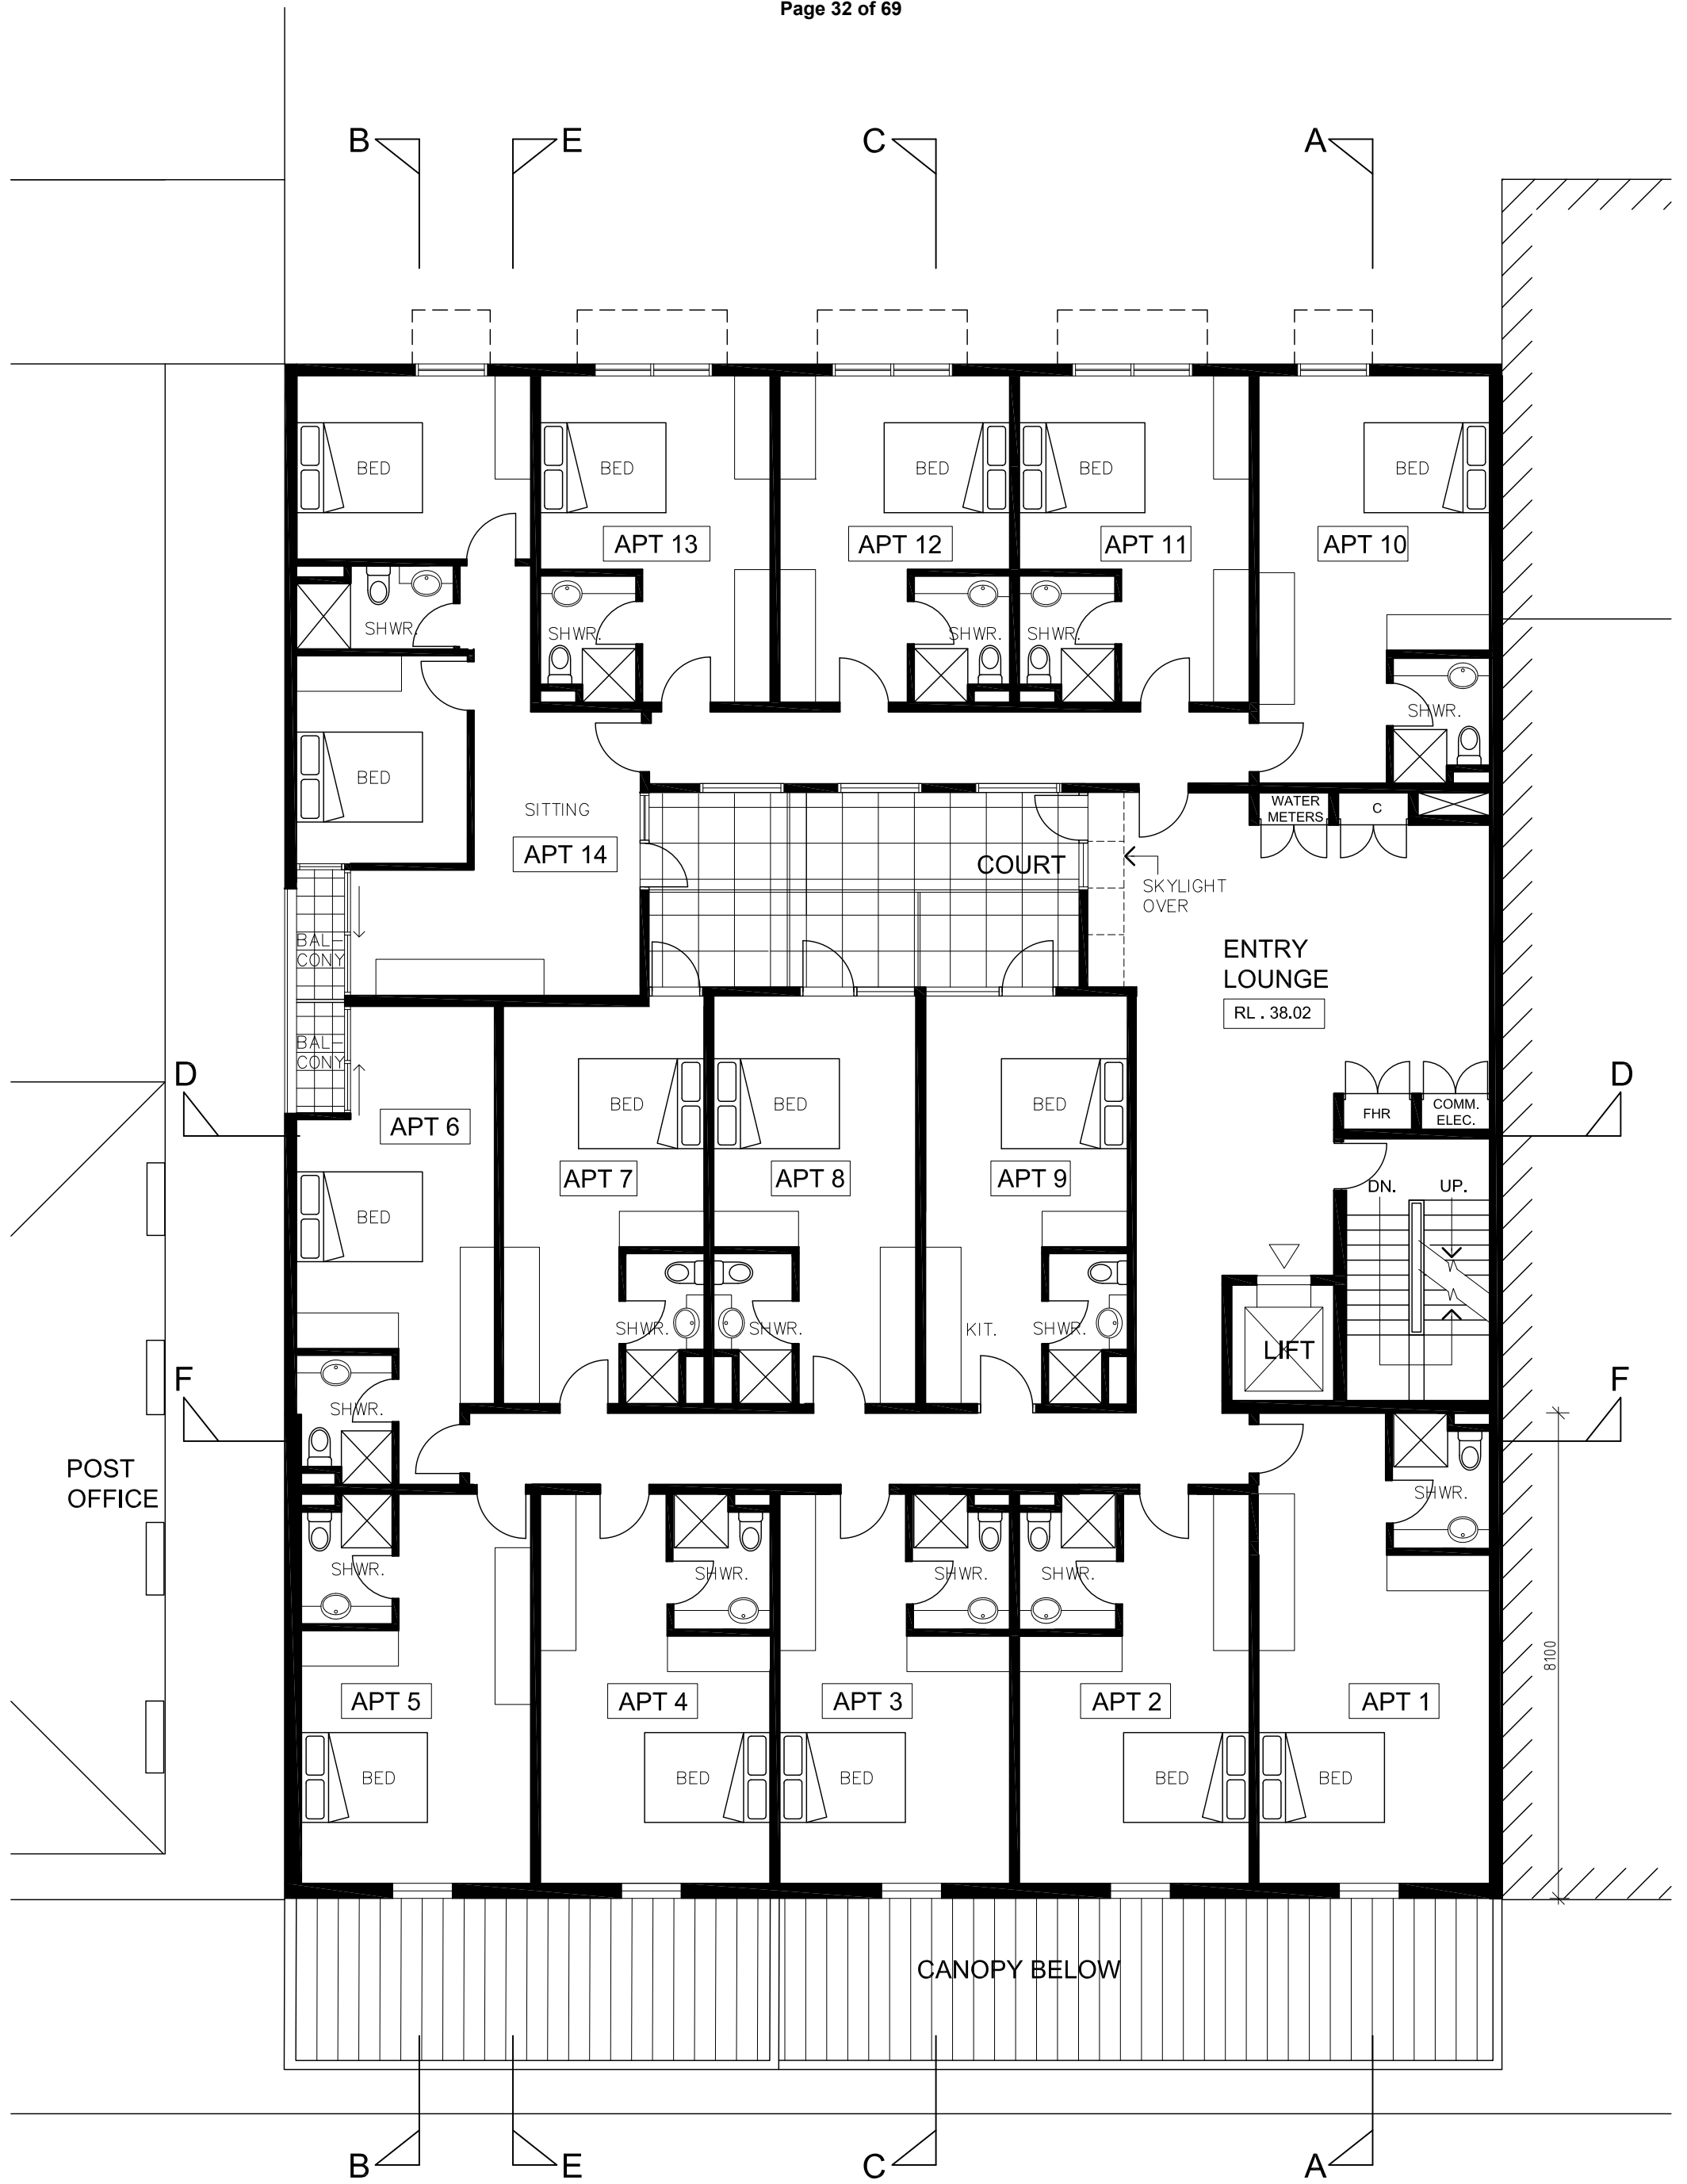 Page 32 of 69
B
E
C
A
BED
BED
BED
BED
BED
APT 13
APT 12
APT 11
APT 10
SHWR.
SHWR.
SHWR.
SHWR.
SHWR.
BED
SITTING
APT 14
WATER
METERS
C
COURT
SKYLIGHT
OVER
BAL-
CONY
ENTRY
LOUNGE
RL . 38.02
BAL-
CONY
D
D
APT 6
BED
BED
BED
FHR
COMM.
ELEC.
APT 7
APT 8
APT 9
DN.
UP.
BED
SHWR.
SHWR.
KIT.
SHWR.
LIFT
F
F
SHWR.
POST
OFFICE
SHWR.
SHWR.
SHWR.
SHWR.
SHWR.
8100
APT 5
APT 4
APT 3
APT 2
APT 1
BED
BED
BED
BED
BED
CANOPY BELOW
B
E
C
A